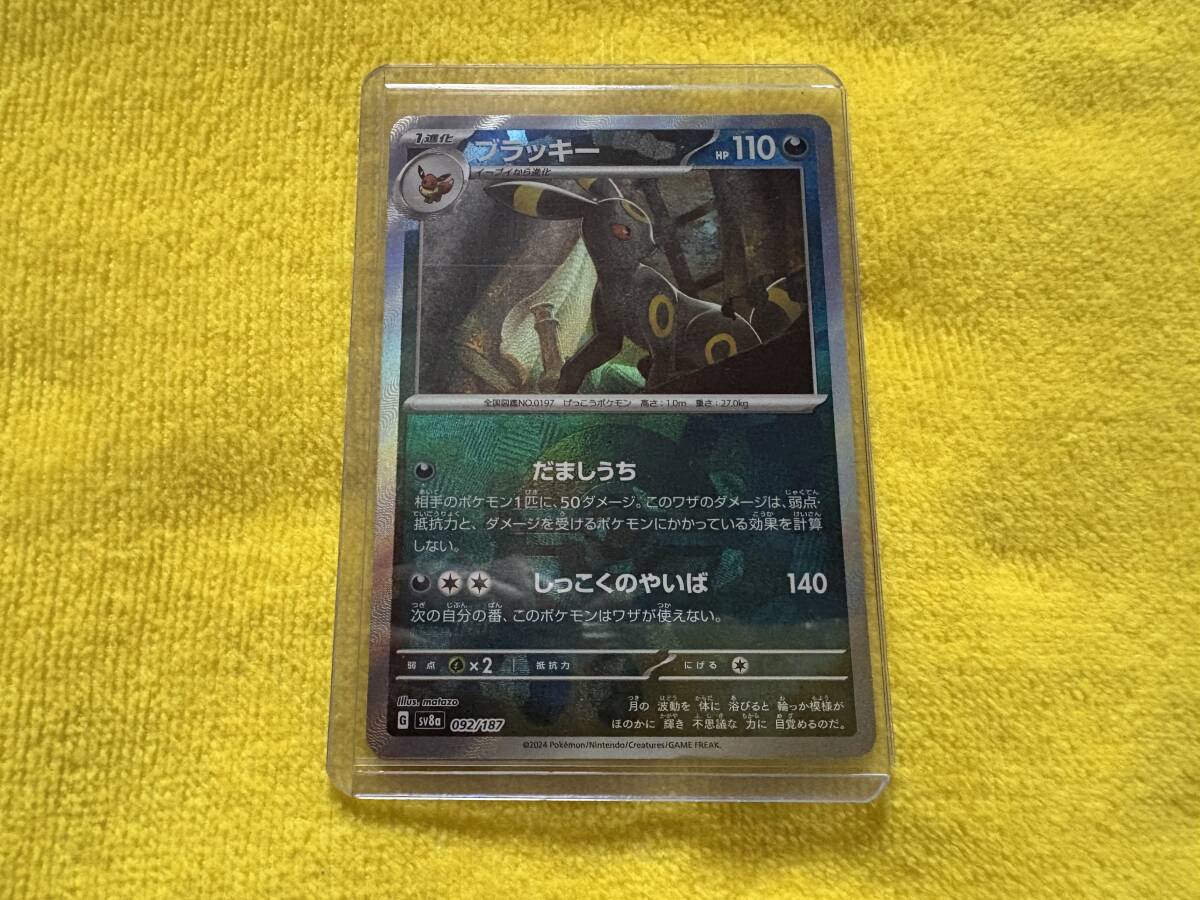 1進化
ブラッキー
HP 110
イーブイから進化
全国図鑑NO.0197 げっこうポケモン 高さ:1.0m 重さ:27.0kg
だましうち
相手のポケモン1匹に、50ダメージ。このワザのダメージは、弱点・
抵抗力と、ダメージを受けるポケモンにかかっている効果を計算
しない。
しっこくのやいば 140
次の自分の番、このポケモンはワザが使えない。
弱点 ×2 抵抗力 にげる
Illus. matazo
G sv8a 092/187
月の 波動を 体に 浴びると 輪っか模様が
ほのかに 輝き 不思議な 力に 目覚めるのだ。
©2024 Pokémon/Nintendo/Creatures/GAME FREAK.